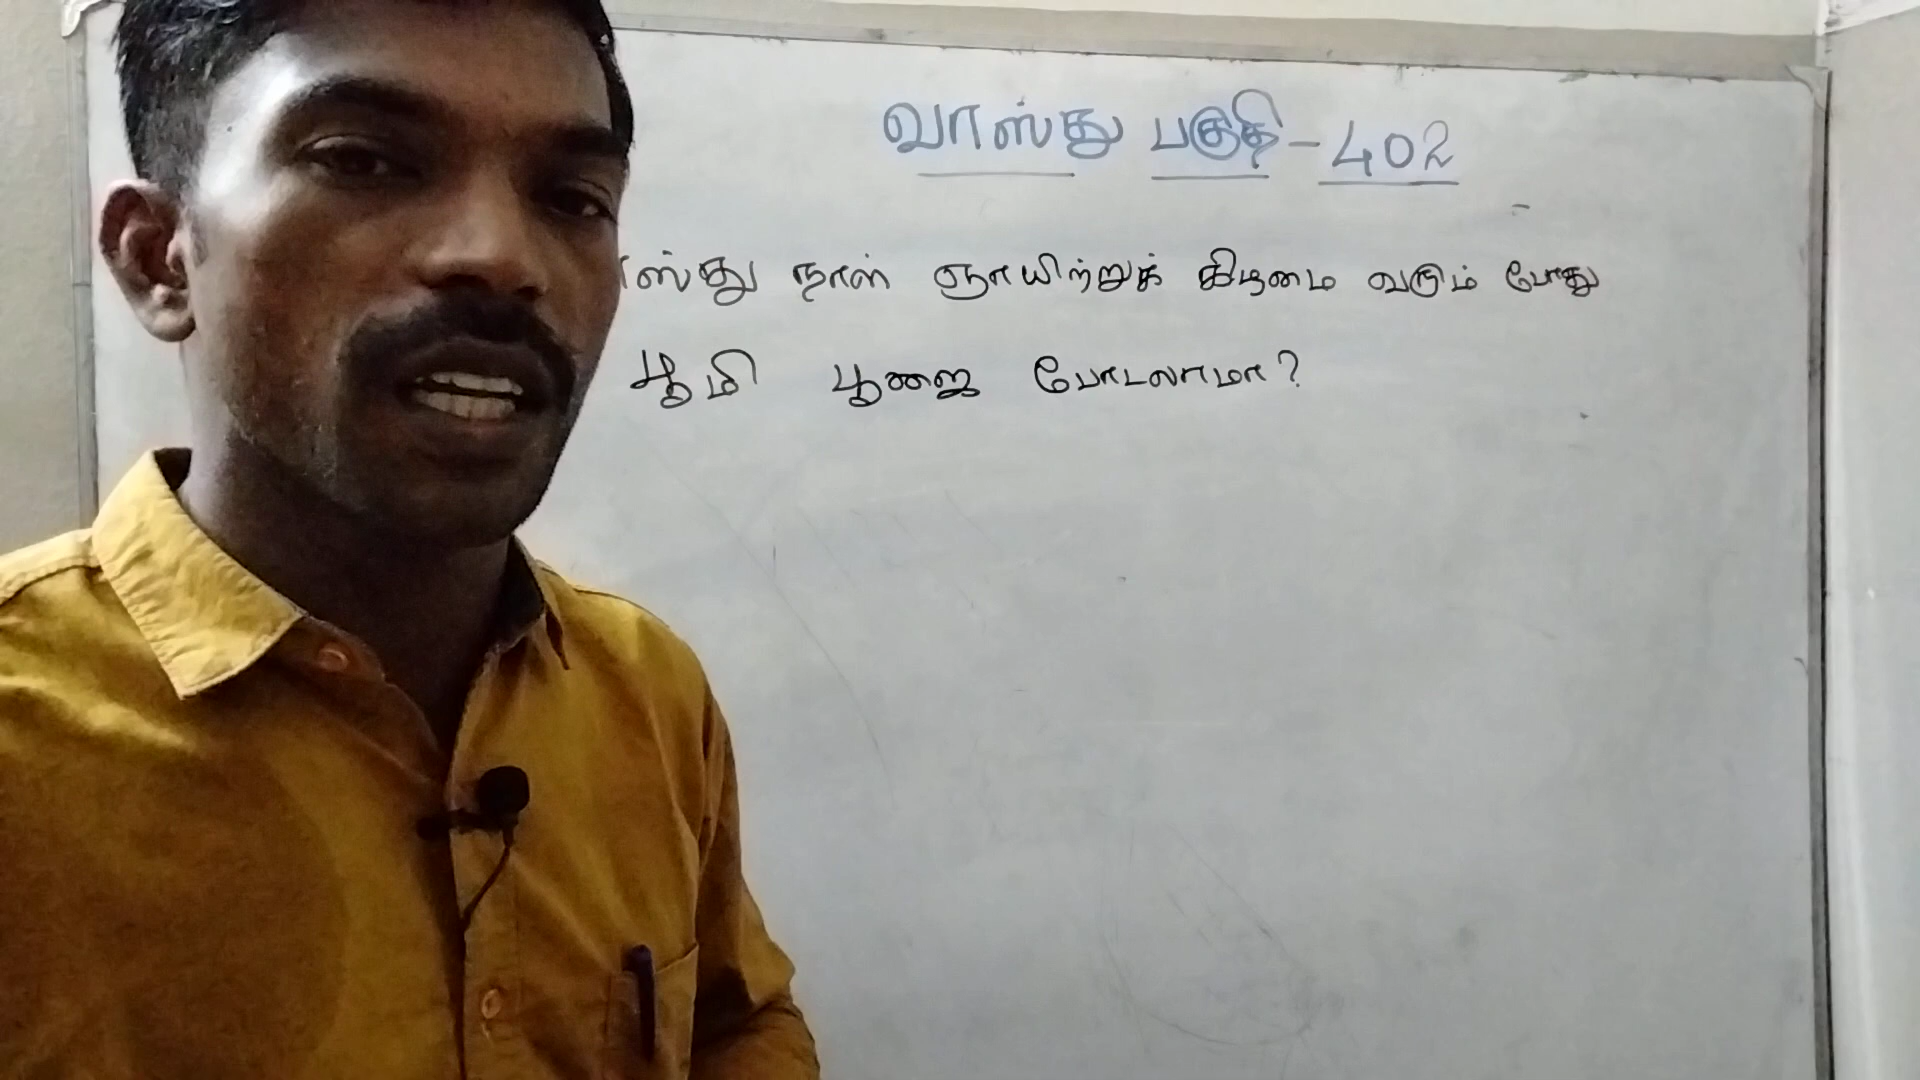 வாஸ்து பகுதி - 402
ாஸ்து நாள் ஞாயிற்றுக் கிழமை வரும் போது
பூமி பூஜை போடலாமா?